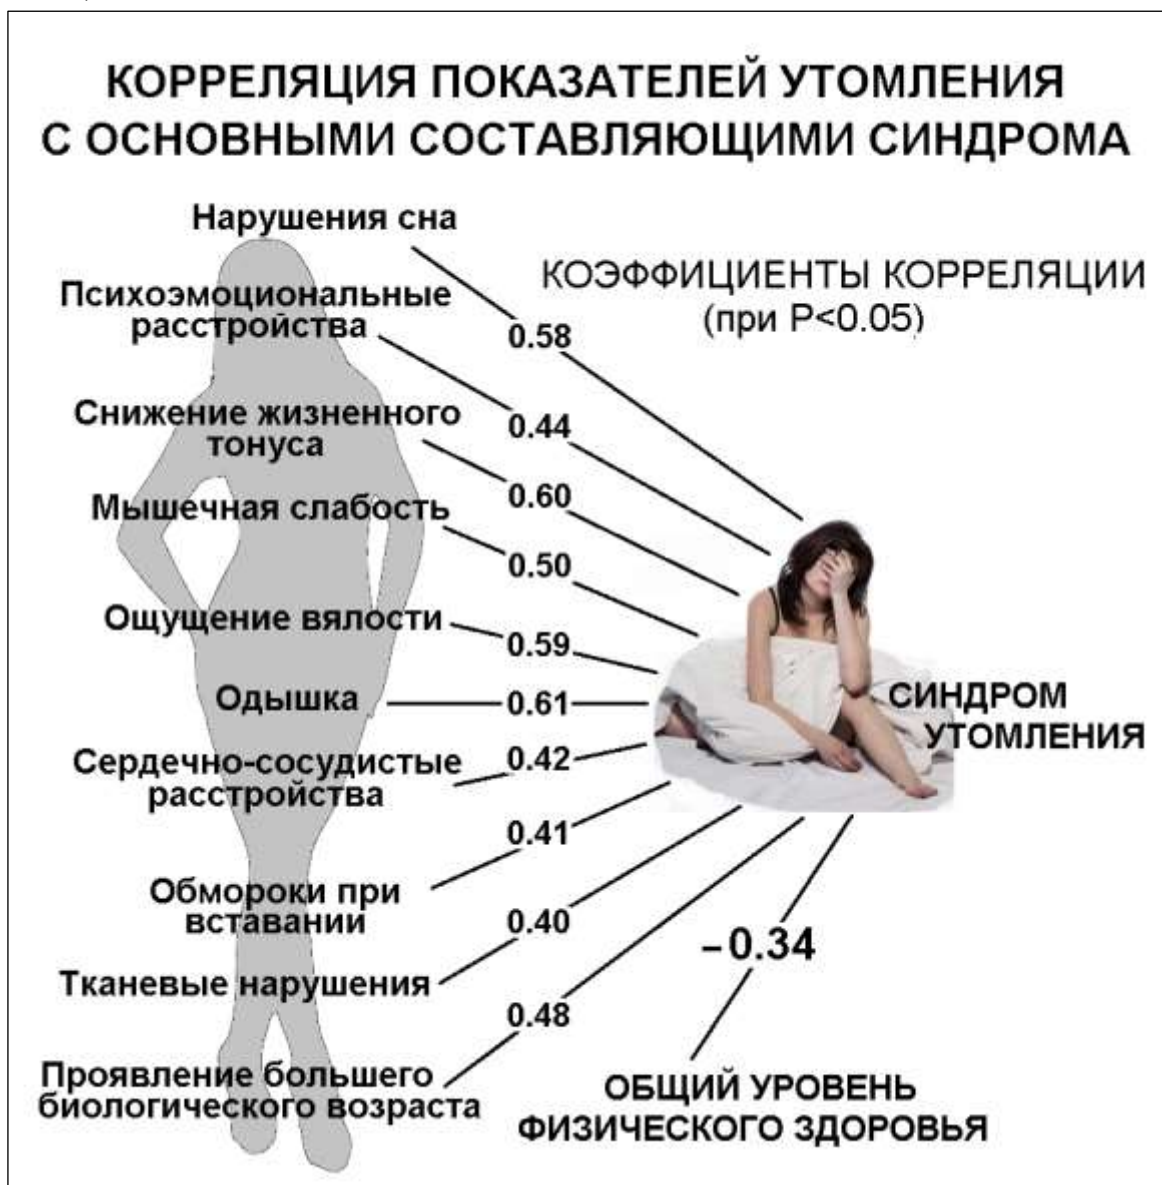 КОРРЕЛЯЦИЯ ПОКАЗАТЕЛЕЙ УТОМЛЕНИЯ
С ОСНОВНЫМИ СОСТАВЛЯЮЩИМИ СИНДРОМА
КОЭФФИЦИЕНТЫ КОРРЕЛЯЦИИ
(при P<0.05)
Нарушения сна
0.58
Психоэмоциональные
расстройства
0.44
Снижение жизненного
тонуса
0.60
Мышечная слабость
0.50
Ощущение вялости
0.59
Одышка
0.61
Сердечно-сосудистые
расстройства
0.42
Обмороки при
вставании
0.41
Тканевые нарушения
0.40
Проявление большего
биологического возраста
0.48
СИНДРОМ
УТОМЛЕНИЯ
–0.34
ОБЩИЙ УРОВЕНЬ
ФИЗИЧЕСКОГО ЗДОРОВЬЯ